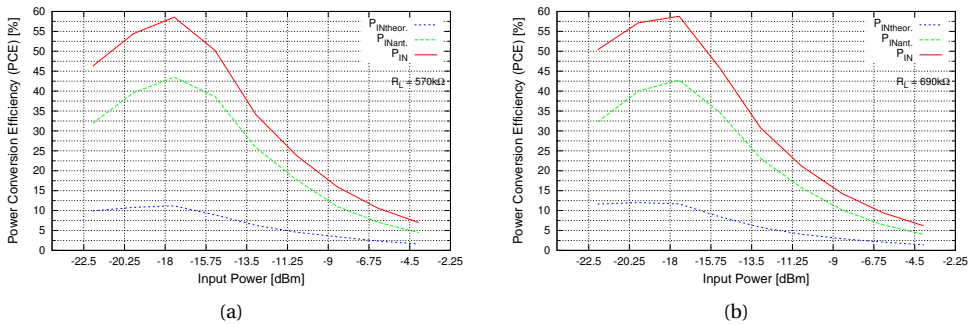 Power Conversion Efficiency (PCE) [%]
60
55
50
45
40
35
30
25
20
15
10
5
0
P_INtheor.
P_INant.
P_IN
R_L = 570kΩ
-22.5 -20.25 -18 -15.75 -13.5 -11.25 -9 -6.75 -4.5 -2.25
Input Power [dBm]
(a)
Power Conversion Efficiency (PCE) [%]
60
55
50
45
40
35
30
25
20
15
10
5
0
P_INtheor.
P_INant.
P_IN
R_L = 690kΩ
-22.5 -20.25 -18 -15.75 -13.5 -11.25 -9 -6.75 -4.5 -2.25
Input Power [dBm]
(b)